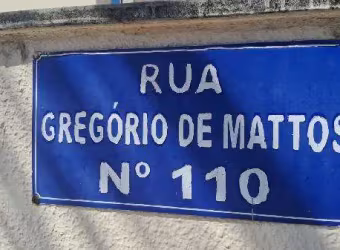 RUA
GREGÓRIO DE MATTOS
Nº 110